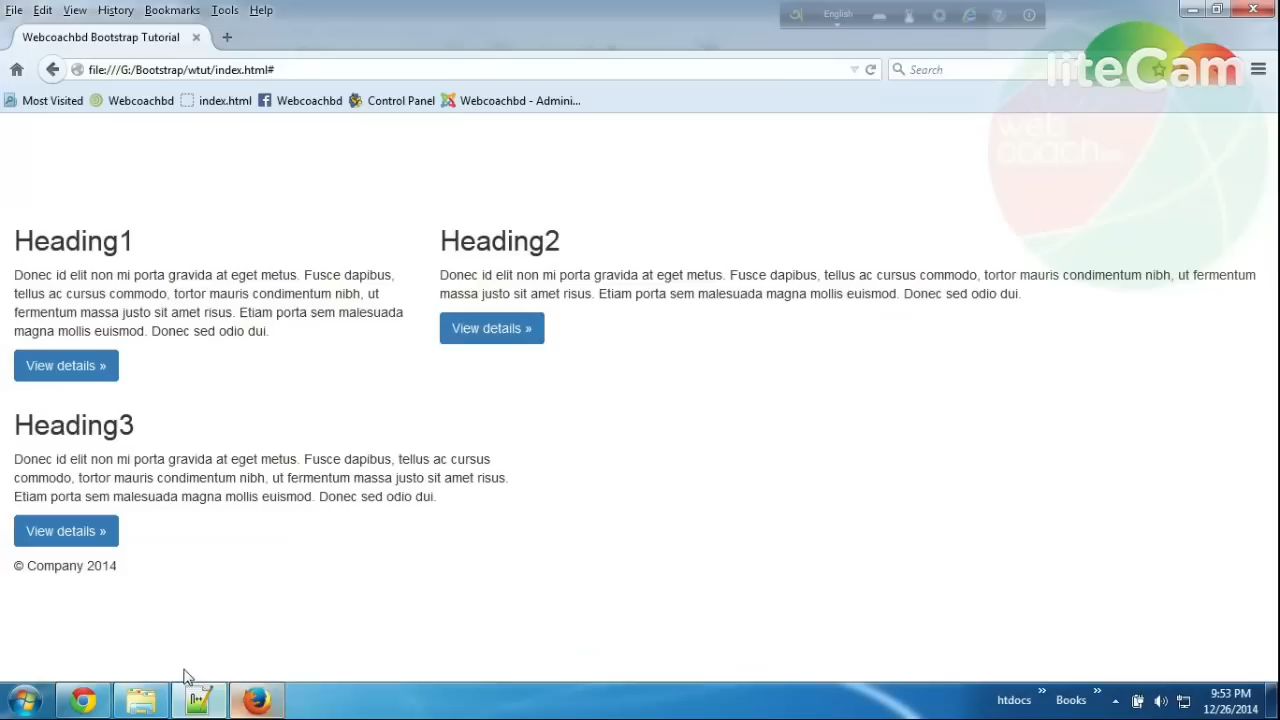 File Edit View History Bookmarks Tools Help
English
Webcoachbd Bootstrap Tutorial
file:///G:/Bootstrap/wtut/index.html#
Search
liteCam
Most Visited Webcoachbd index.html Webcoachbd Control Panel Webcoachbd - Admini...
web
coach
Heading1
Donec id elit non mi porta gravida at eget metus. Fusce dapibus,
tellus ac cursus commodo, tortor mauris condimentum nibh, ut
fermentum massa justo sit amet risus. Etiam porta sem malesuada
magna mollis euismod. Donec sed odio dui.
View details »
Heading2
Donec id elit non mi porta gravida at eget metus. Fusce dapibus, tellus ac cursus commodo, tortor mauris condimentum nibh, ut fermentum
massa justo sit amet risus. Etiam porta sem malesuada magna mollis euismod. Donec sed odio dui.
View details »
Heading3
Donec id elit non mi porta gravida at eget metus. Fusce dapibus, tellus ac cursus
commodo, tortor mauris condimentum nibh, ut fermentum massa justo sit amet risus.
Etiam porta sem malesuada magna mollis euismod. Donec sed odio dui.
View details »
© Company 2014
htdocs » Books »
9:53 PM
12/26/2014